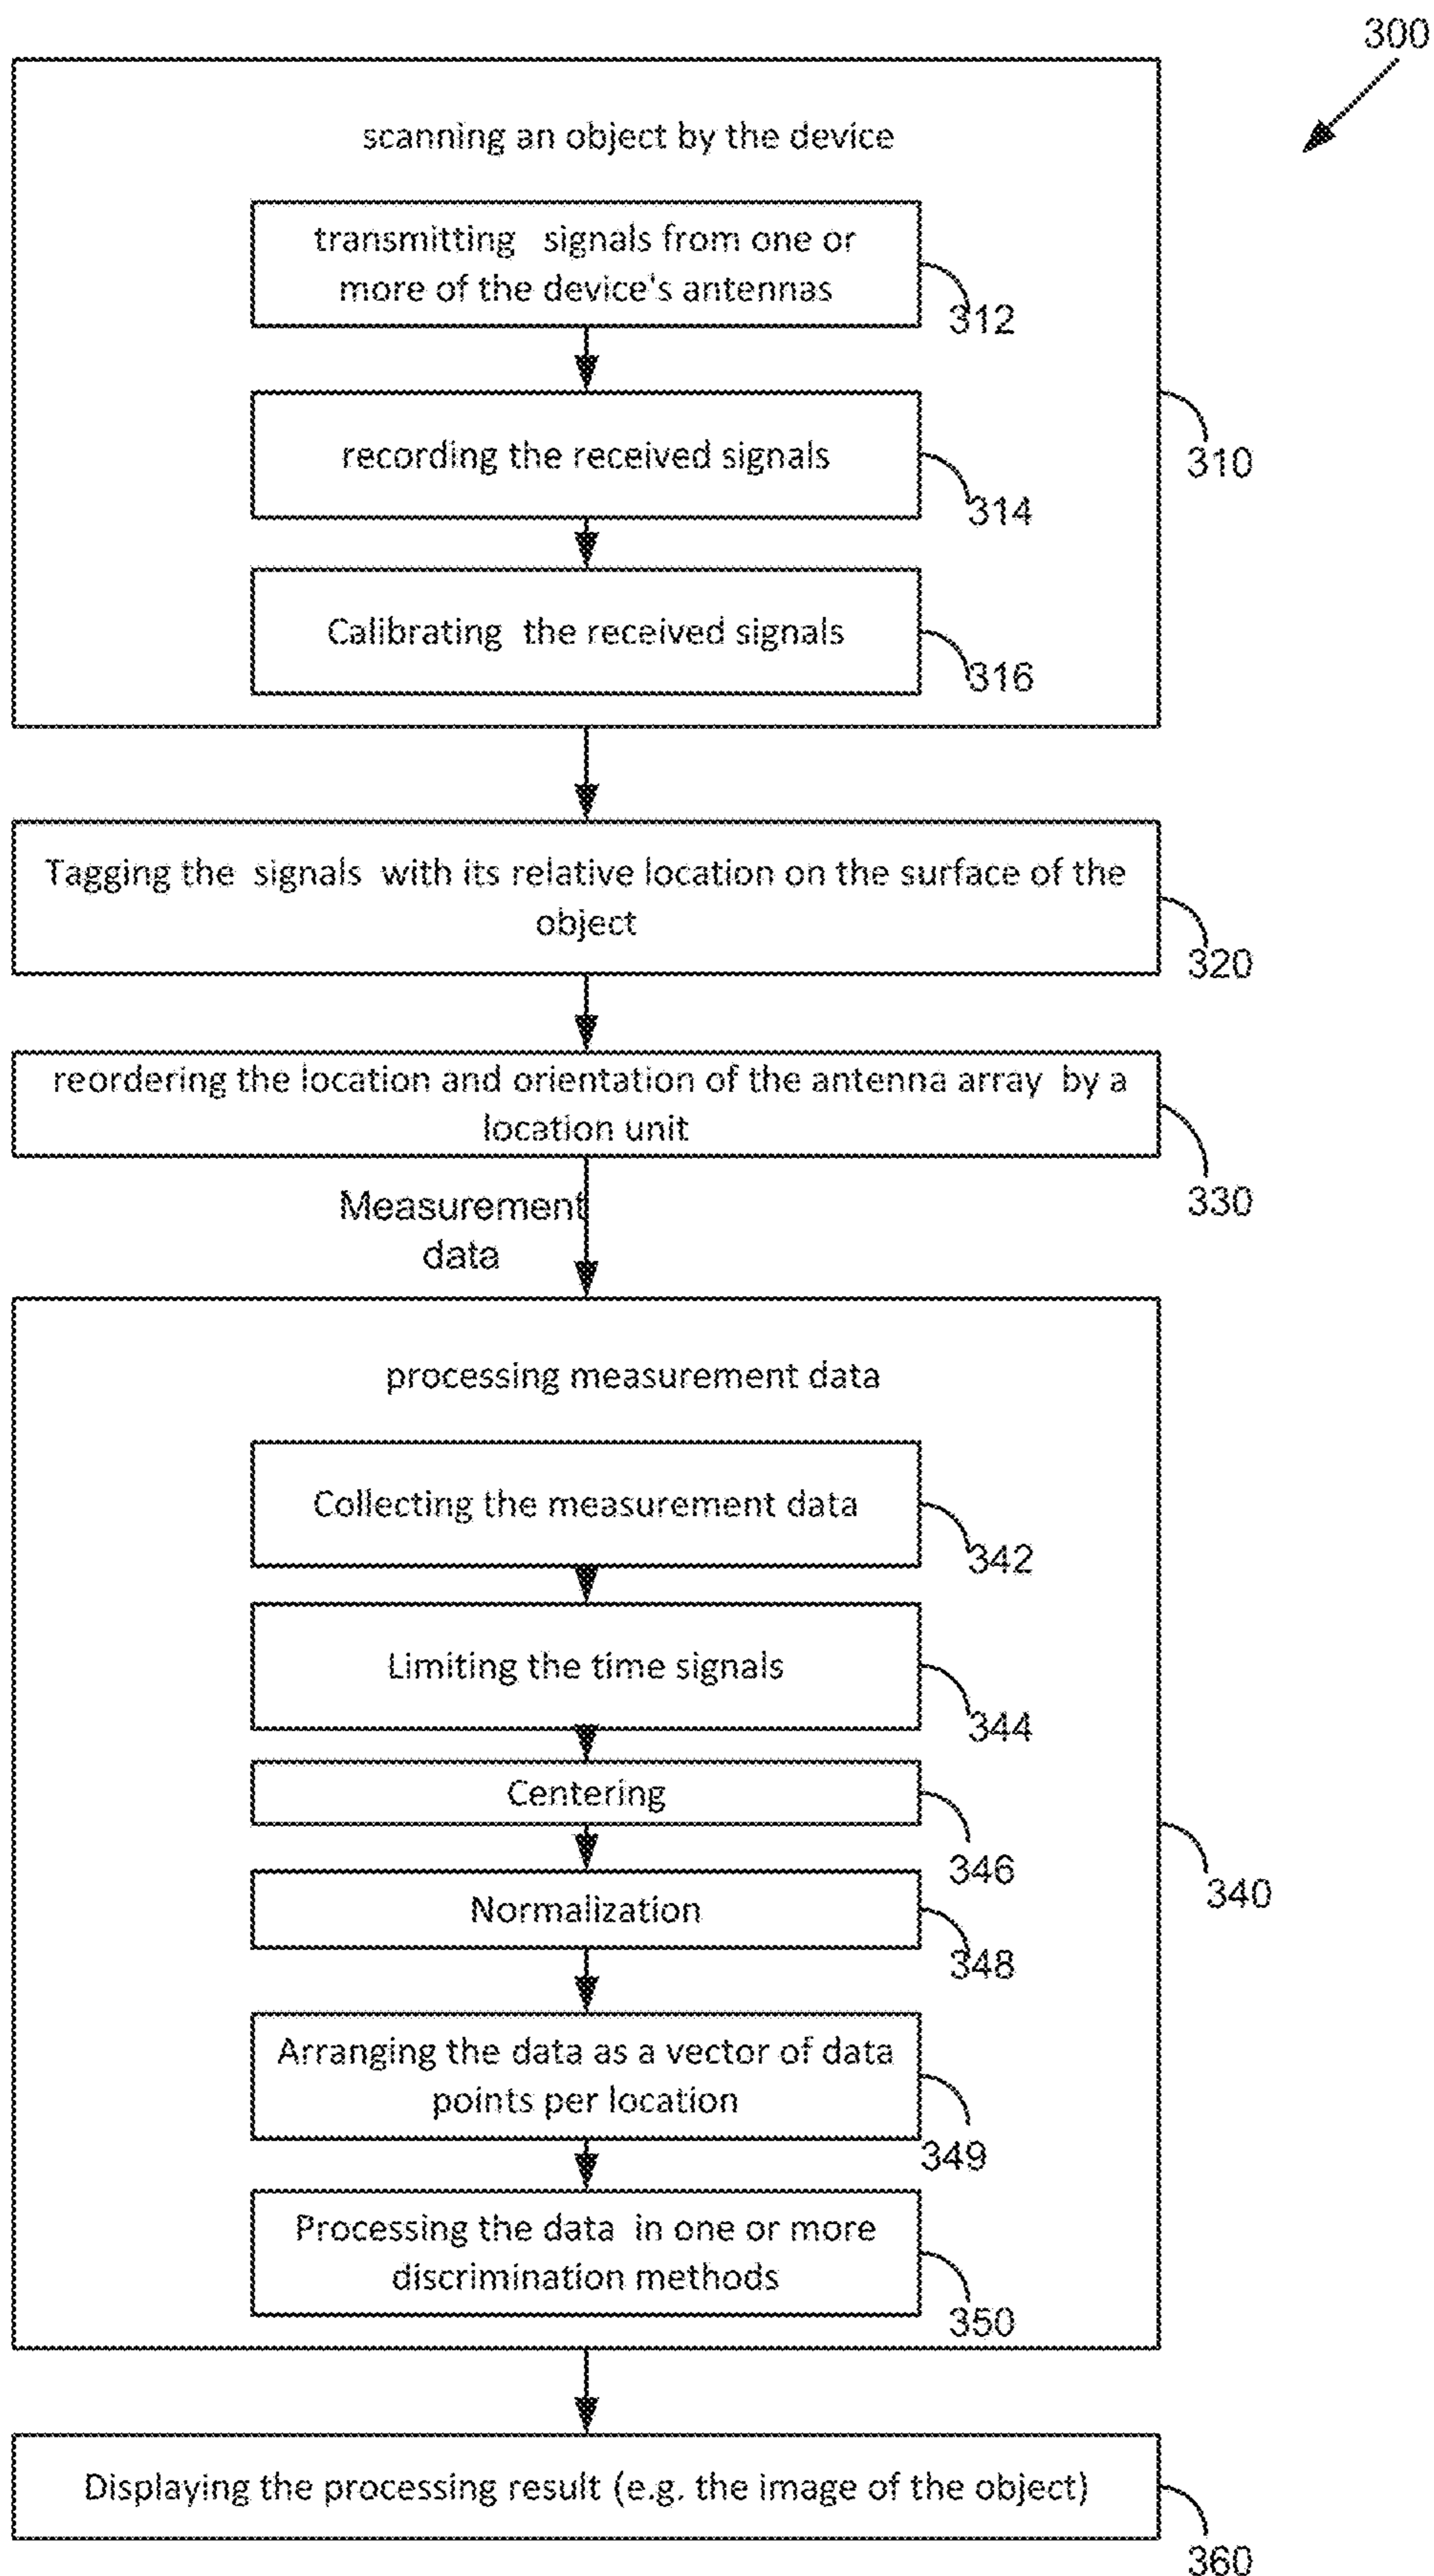 300
scanning an object by the device
transmitting signals from one or
more of the device's antennas
312
recording the received signals
314
310
Calibrating the received signals
316
Tagging the signals with its relative location on the surface of the
object
320
reordering the location and orientation of the antenna array by a
location unit
330
Measurement
data
processing measurement data
Collecting the measurement data
342
Limiting the time signals
344
Centering
346
340
Normalization
348
Arranging the data as a vector of data
points per location
349
Processing the data in one or more
discrimination methods
350
Displaying the processing result (e.g. the image of the object)
360